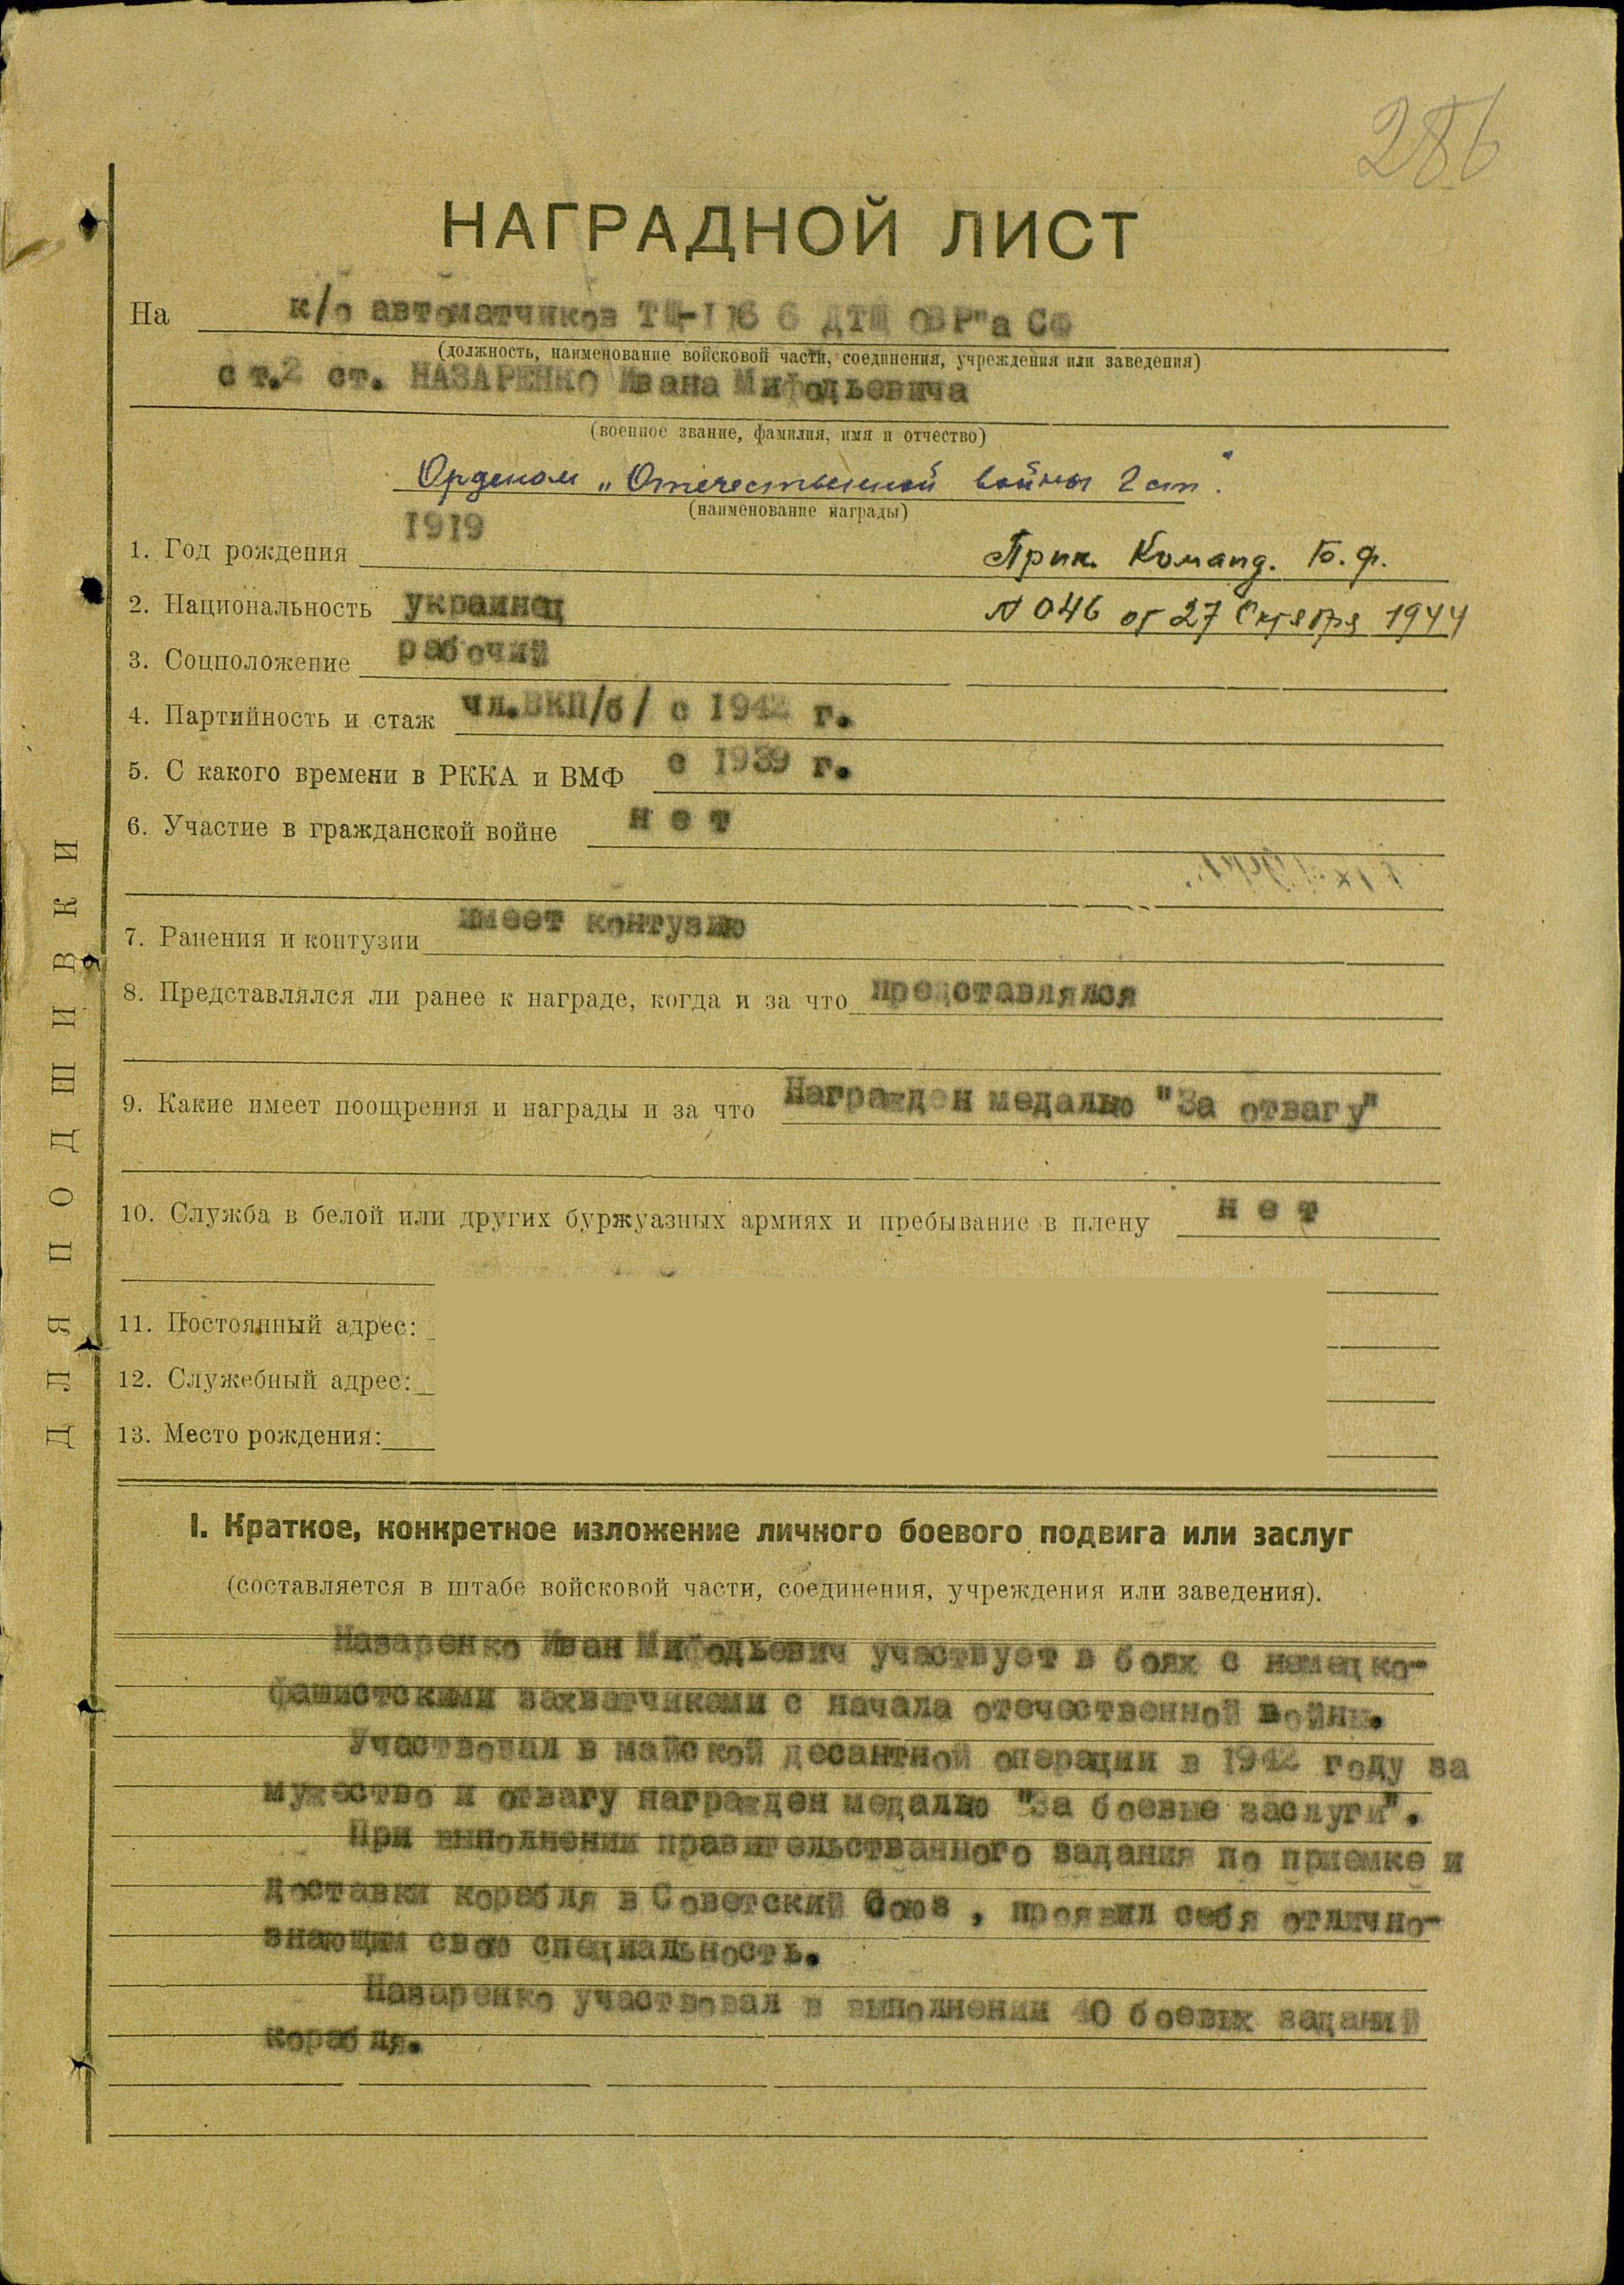 286
НАГРАДНОЙ ЛИСТ
На к/о автоматчиков ТЩ-116 6 ДТЩ ОВР"а СФ
(должность, наименование войсковой части, соединения, учреждения или заведения)
ст.2 ст. НАЗАРЕНКО Ивана Мифодьевича
(военное звание, фамилия, имя и отчество)
Орденом „Отечественной войны 2 ст".
(наименование награды)
1. Год рождения 1919
Прик. Команд. Б.ф.
2. Национальность украинец
N 046 от 27 Октября 1944
3. Соцположение рабочий
4. Партийность и стаж чл.ВКП/б/ с 1942 г.
5. С какого времени в РККА и ВМФ с 1939 г.
6. Участие в гражданской войне нет
7. Ранения и контузии имеет контузию
8. Представлялся ли ранее к награде, когда и за что представлялся
9. Какие имеет поощрения и награды и за что Награжден медалью "За отвагу"
10. Служба в белой или других буржуазных армиях и пребывание в плену нет
11. Постоянный адрес:
12. Служебный адрес:
13. Место рождения:
ДЛЯ ПОДШИВКИ
I. Краткое, конкретное изложение личного боевого подвига или заслуг
(составляется в штабе войсковой части, соединения, учреждения или заведения).
Назаренко Иван Мифодьевич участвует в боях с немецко-
фашистскими захватчиками с начала отечественной войны.
Участвовал в майской десантной операции в 1942 году за
мужество и отвагу награжден медалью "За боевые заслуги".
При выполнении правительстванного задания по приемке и
доставки корабля в Советский Союз , проявил себя отлично-
знающим свою специальность.
Назаренко участвовал в выполнении 40 боевых заданий
корабля.